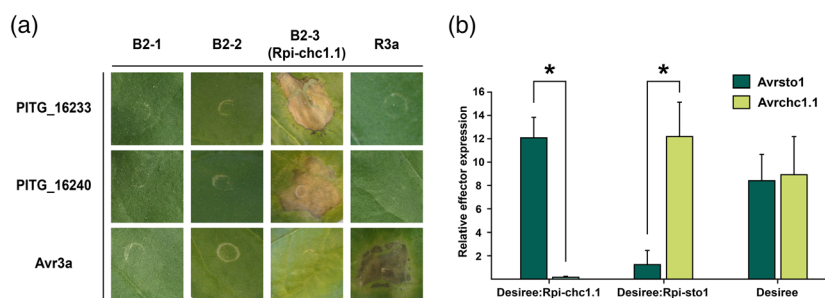 (a)
B2-1 B2-2 B2-3 R3a
(Rpi-chc1.1)
PITG_16233
PITG_16240
Avr3a
(b)
* *
Avrsto1
Avrchc1.1
Relative effector expression
16
14
12
10
8
6
4
2
Desiree:Rpi-chc1.1 Desiree:Rpi-sto1 Desiree